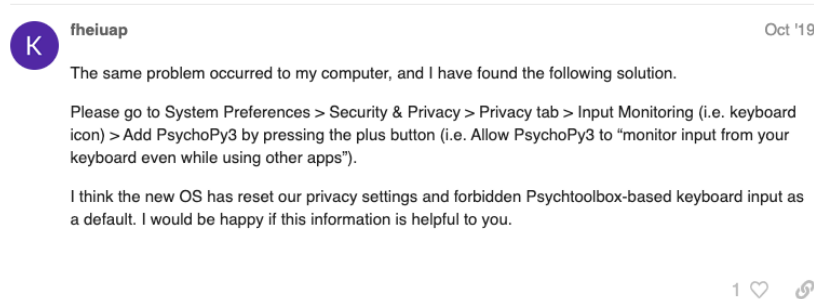 K
fheiuap
Oct '19
The same problem occurred to my computer, and I have found the following solution.
Please go to System Preferences > Security & Privacy > Privacy tab > Input Monitoring (i.e. keyboard
icon) > Add PsychoPy3 by pressing the plus button (i.e. Allow PsychoPy3 to “monitor input from your
keyboard even while using other apps”).
I think the new OS has reset our privacy settings and forbidden Psychtoolbox-based keyboard input as
a default. I would be happy if this information is helpful to you.
1